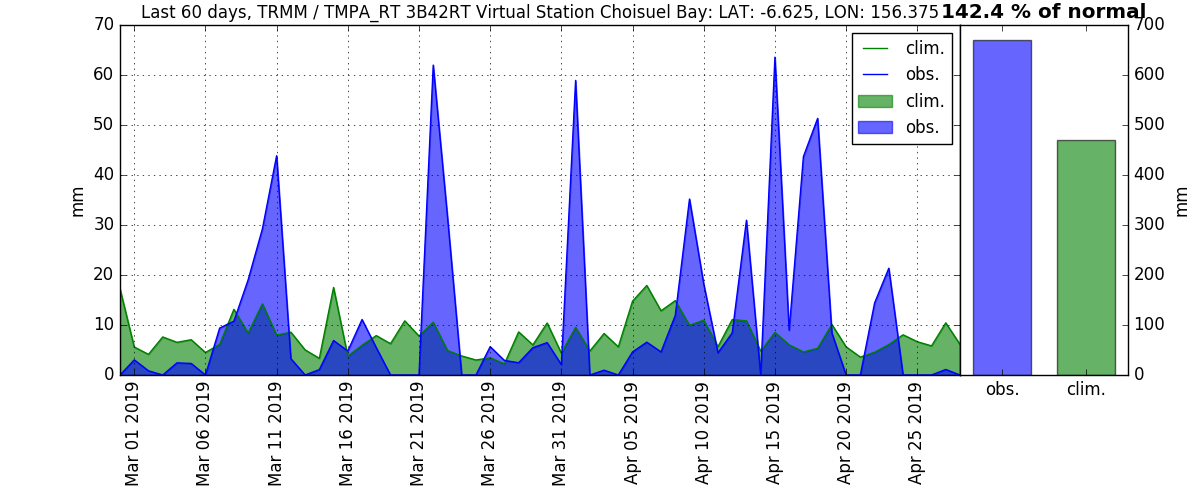 Last 60 days, TRMM / TMPA_RT 3B42RT Virtual Station Choisuel Bay: LAT: -6.625, LON: 156.375
142.4 % of normal
70
60
50
40
30
20
10
0
mm
clim.
obs.
clim.
obs.
700
600
500
400
300
200
100
0
mm
obs.
clim.
Mar 01 2019
Mar 06 2019
Mar 11 2019
Mar 16 2019
Mar 21 2019
Mar 26 2019
Mar 31 2019
Apr 05 2019
Apr 10 2019
Apr 15 2019
Apr 20 2019
Apr 25 2019